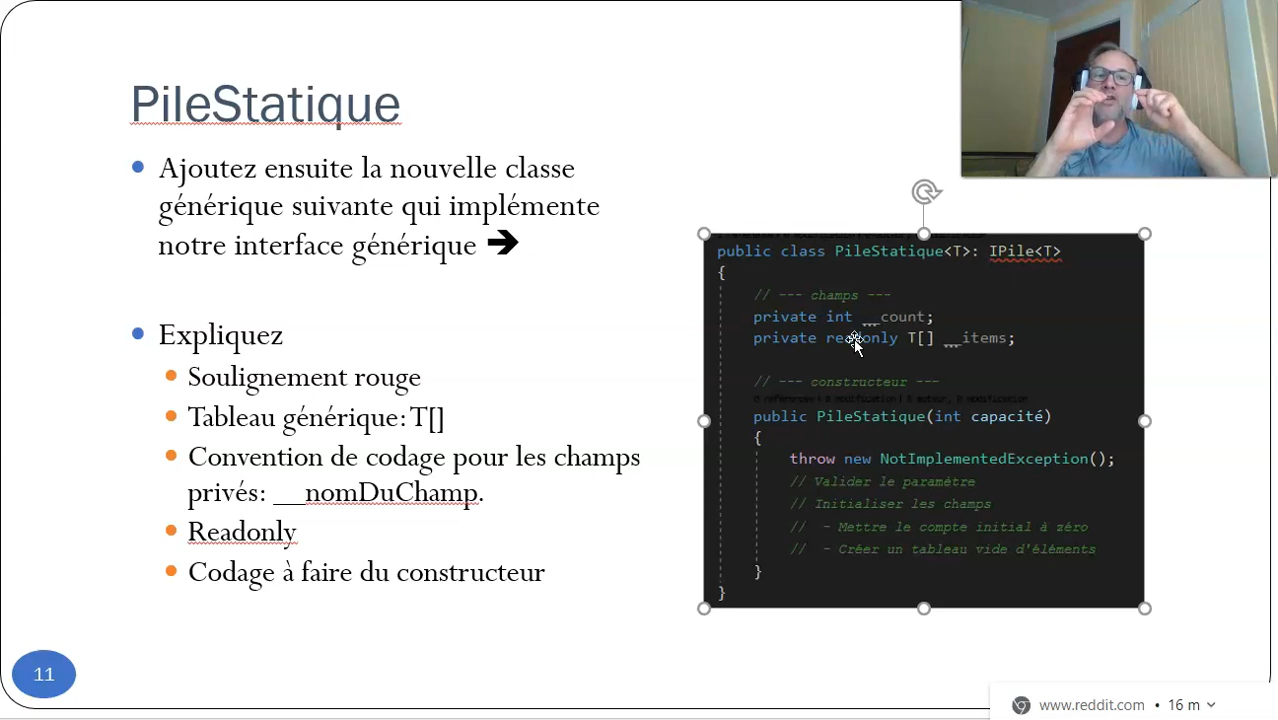 PileStatique
• Ajoutez ensuite la nouvelle classe
générique suivante qui implémente
notre interface générique ➔
• Expliquez
• Soulignement rouge
• Tableau générique: T[]
• Convention de codage pour les champs
privés: __nomDuChamp.
• Readonly
• Codage à faire du constructeur
public class PileStatique<T>: IPile<T>
{
// --- champs ---
private int __count;
private readonly T[] __items;
// --- constructeur ---
public PileStatique(int capacité)
{
throw new NotImplementedException();
// Valider le paramètre
// Initialiser les champs
// - Mettre le compte initial à zéro
// - Créer un tableau vide d'éléments
}
}
11
www.reddit.com • 16 m